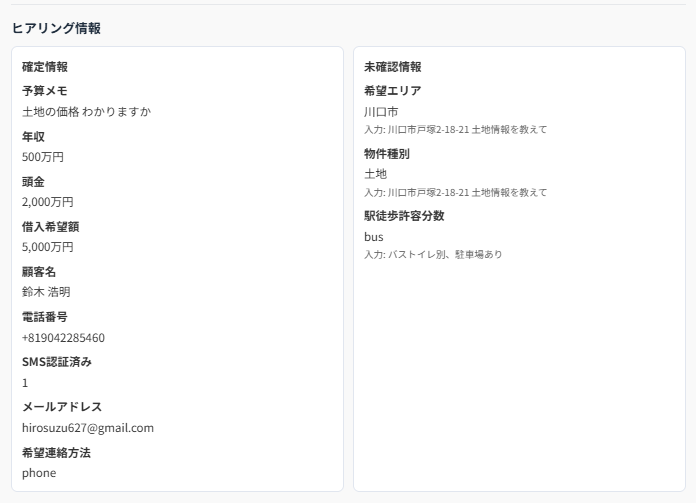 ヒアリング情報
確定情報
予算メモ
土地の価格 わかりますか
年収
500万円
頭金
2,000万円
借入希望額
5,000万円
顧客名
鈴木 浩明
電話番号
+819042285460
SMS認証済み
1
メールアドレス
hirosuzu627@gmail.com
希望連絡方法
phone
未確認情報
希望エリア
川口市
入力: 川口市戸塚2-18-21 土地情報を教えて
物件種別
土地
入力: 川口市戸塚2-18-21 土地情報を教えて
駅徒歩許容分数
bus
入力: バストイレ別、駐車場あり